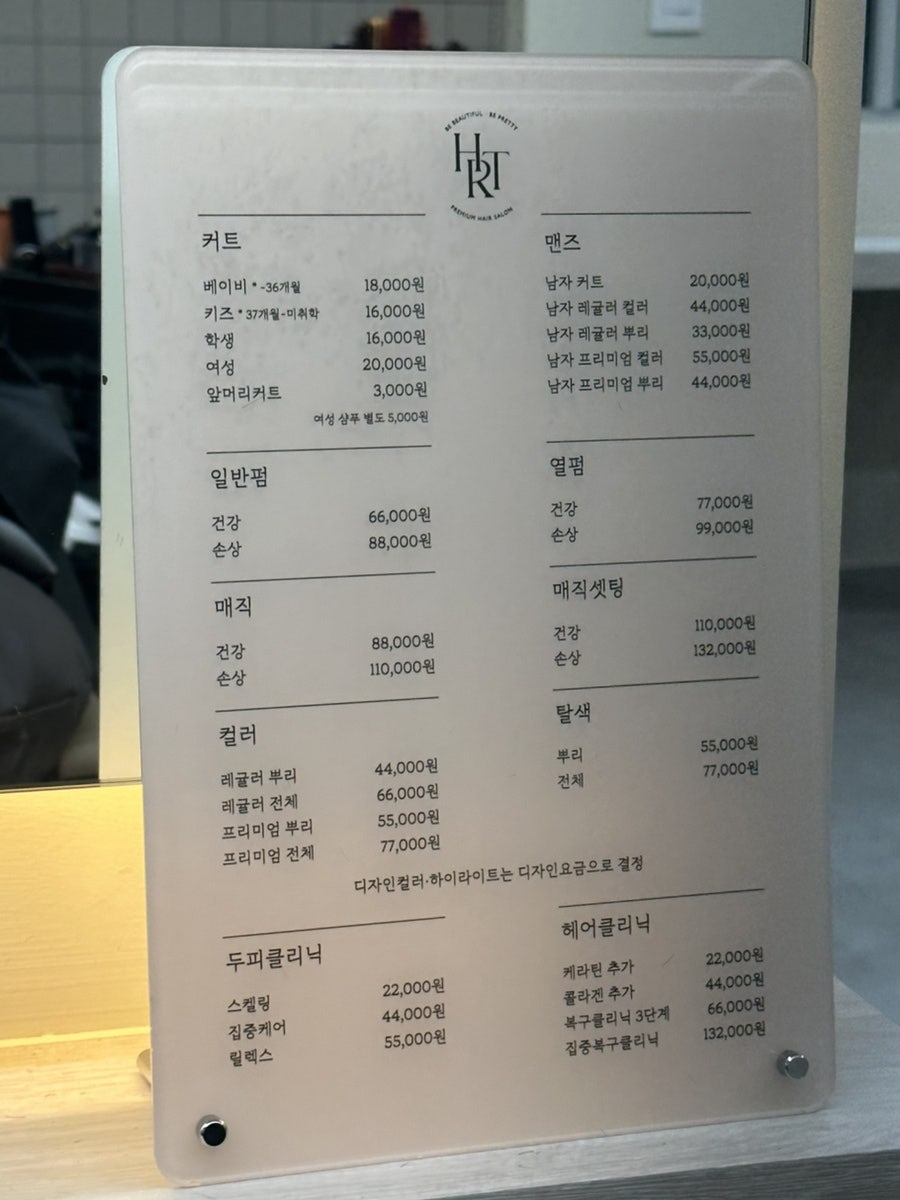 BE BEAUTIFUL · BE PRETTY
HRT
PREMIUM HAIR SALON
커트
베이비 * ~36개월 18,000원
키즈 * 37개월~미취학 16,000원
학생 16,000원
여성 20,000원
앞머리커트 3,000원
여성 샴푸 별도 5,000원
맨즈
남자 커트 20,000원
남자 레귤러 컬러 44,000원
남자 레귤러 뿌리 33,000원
남자 프리미엄 컬러 55,000원
남자 프리미엄 뿌리 44,000원
일반펌
건강 66,000원
손상 88,000원
열펌
건강 77,000원
손상 99,000원
매직
건강 88,000원
손상 110,000원
매직셋팅
건강 110,000원
손상 132,000원
컬러
레귤러 뿌리 44,000원
레귤러 전체 66,000원
프리미엄 뿌리 55,000원
프리미엄 전체 77,000원
탈색
뿌리 55,000원
전체 77,000원
디자인컬러·하이라이트는 디자인요금으로 결정
두피클리닉
스켈링 22,000원
집중케어 44,000원
릴렉스 55,000원
헤어클리닉
케라틴 추가 22,000원
콜라겐 추가 44,000원
복구클리닉 3단계 66,000원
집중복구클리닉 132,000원